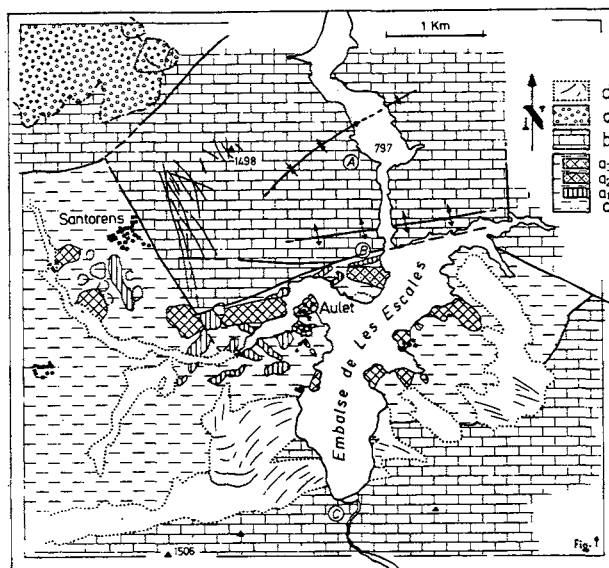 1 Km
N
797
1498
A
Santorens
B
Aulet
Embalse de Les Escales
C
1506
Fig. 1